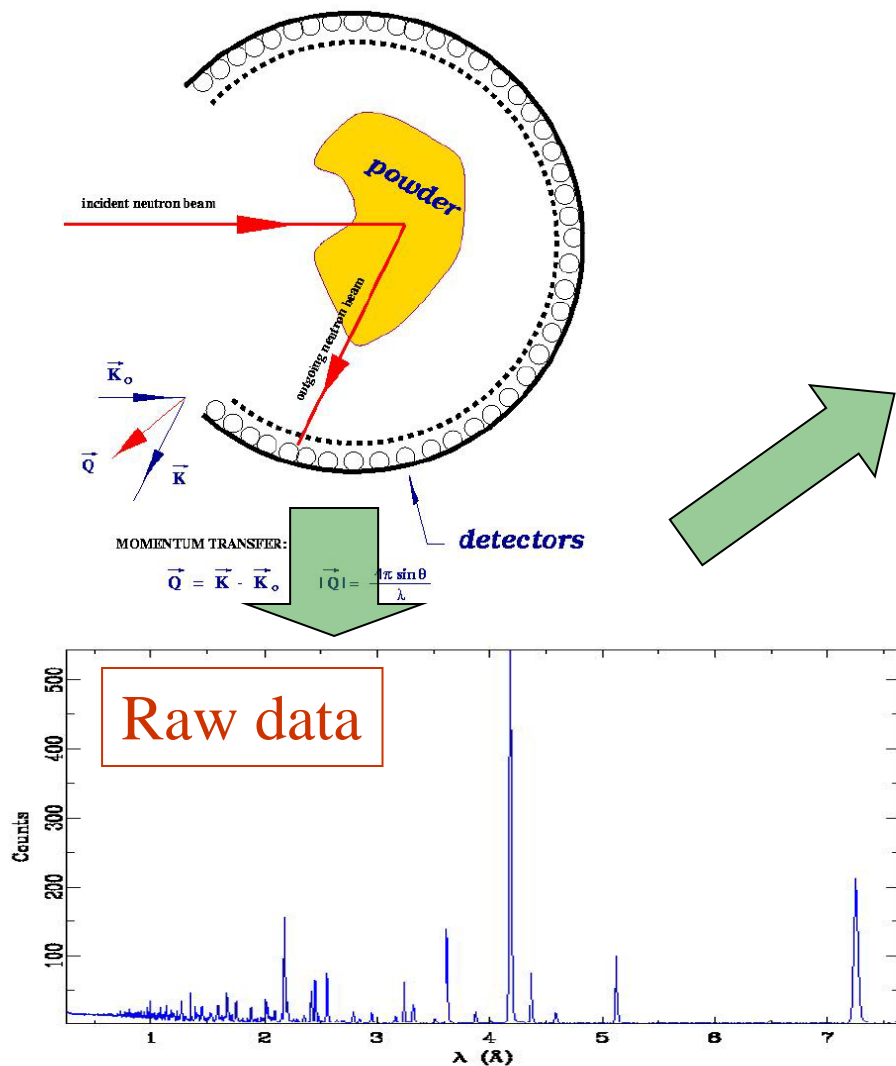 powder
incident neutron beam
outgoing neutron beam
K₀
Q
K
detectors
MOMENTUM TRANSFER:
Q = K - K₀ |Q| = 4π sin θ
λ
Raw data
500
400
300
200
100
Counts
1 2 3 4 5 6 7
λ (Å)